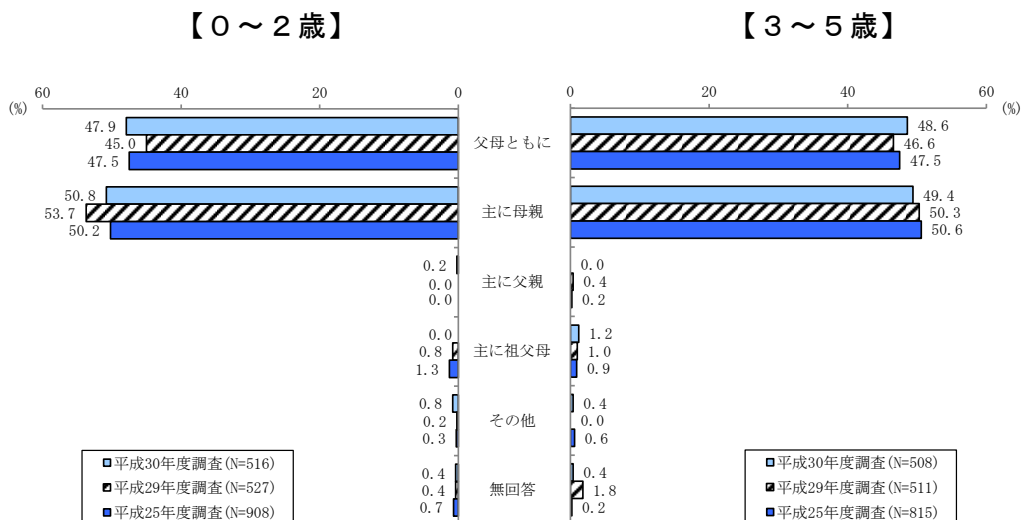 【0～2歳】
【3～5歳】
60 40 20 0
(%)
0 20 40 60
(%)
47.9
45.0
47.5
父母ともに
48.6
46.6
47.5
50.8
53.7
50.2
主に母親
49.4
50.3
50.6
0.2
0.0
0.0
主に父親
0.0
0.4
0.2
0.0
0.8
1.3
主に祖父母
1.2
1.0
0.9
0.8
0.2
0.3
その他
0.4
0.0
0.6
0.4
0.4
0.7
無回答
0.4
1.8
0.2
平成30年度調査(N=516)
平成29年度調査(N=527)
平成25年度調査(N=908)
平成30年度調査(N=508)
平成29年度調査(N=511)
平成25年度調査(N=815)